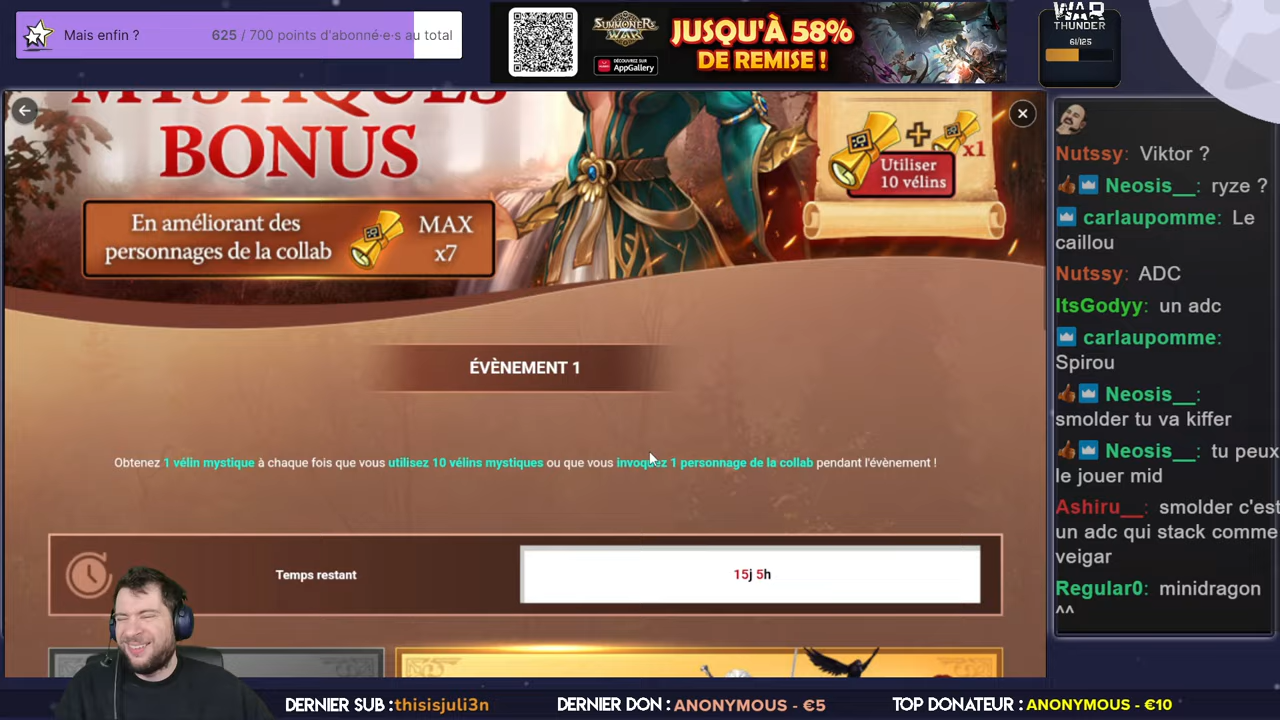 Mais enfin ?
625 / 700 points d'abonné·e·s au total
SUMMONERS WAR
DÉCOUVREZ SUR
AppGallery
JUSQU'À 58%
DE REMISE !
WAR
THUNDER
61/125
MYSTIQUES
BONUS
En améliorant des
personnages de la collab
MAX
x7
x1
Utiliser
10 vélins
ÉVÈNEMENT 1
Obtenez 1 vélin mystique à chaque fois que vous utilisez 10 vélins mystiques ou que vous invoquez 1 personnage de la collab pendant l'évènement !
Temps restant
15j 5h
Nutssy: Viktor ?
Neosis__: ryze ?
carlaupomme: Le
caillou
Nutssy: ADC
ItsGodyy: un adc
carlaupomme:
Spirou
Neosis__:
smolder tu va kiffer
Neosis__: tu peux
le jouer mid
Ashiru__: smolder c'est
un adc qui stack comme
veigar
Regular0: minidragon
^^
DERNIER SUB : thisisjuli3n
DERNIER DON : ANONYMOUS - €5
TOP DONATEUR : ANONYMOUS - €10